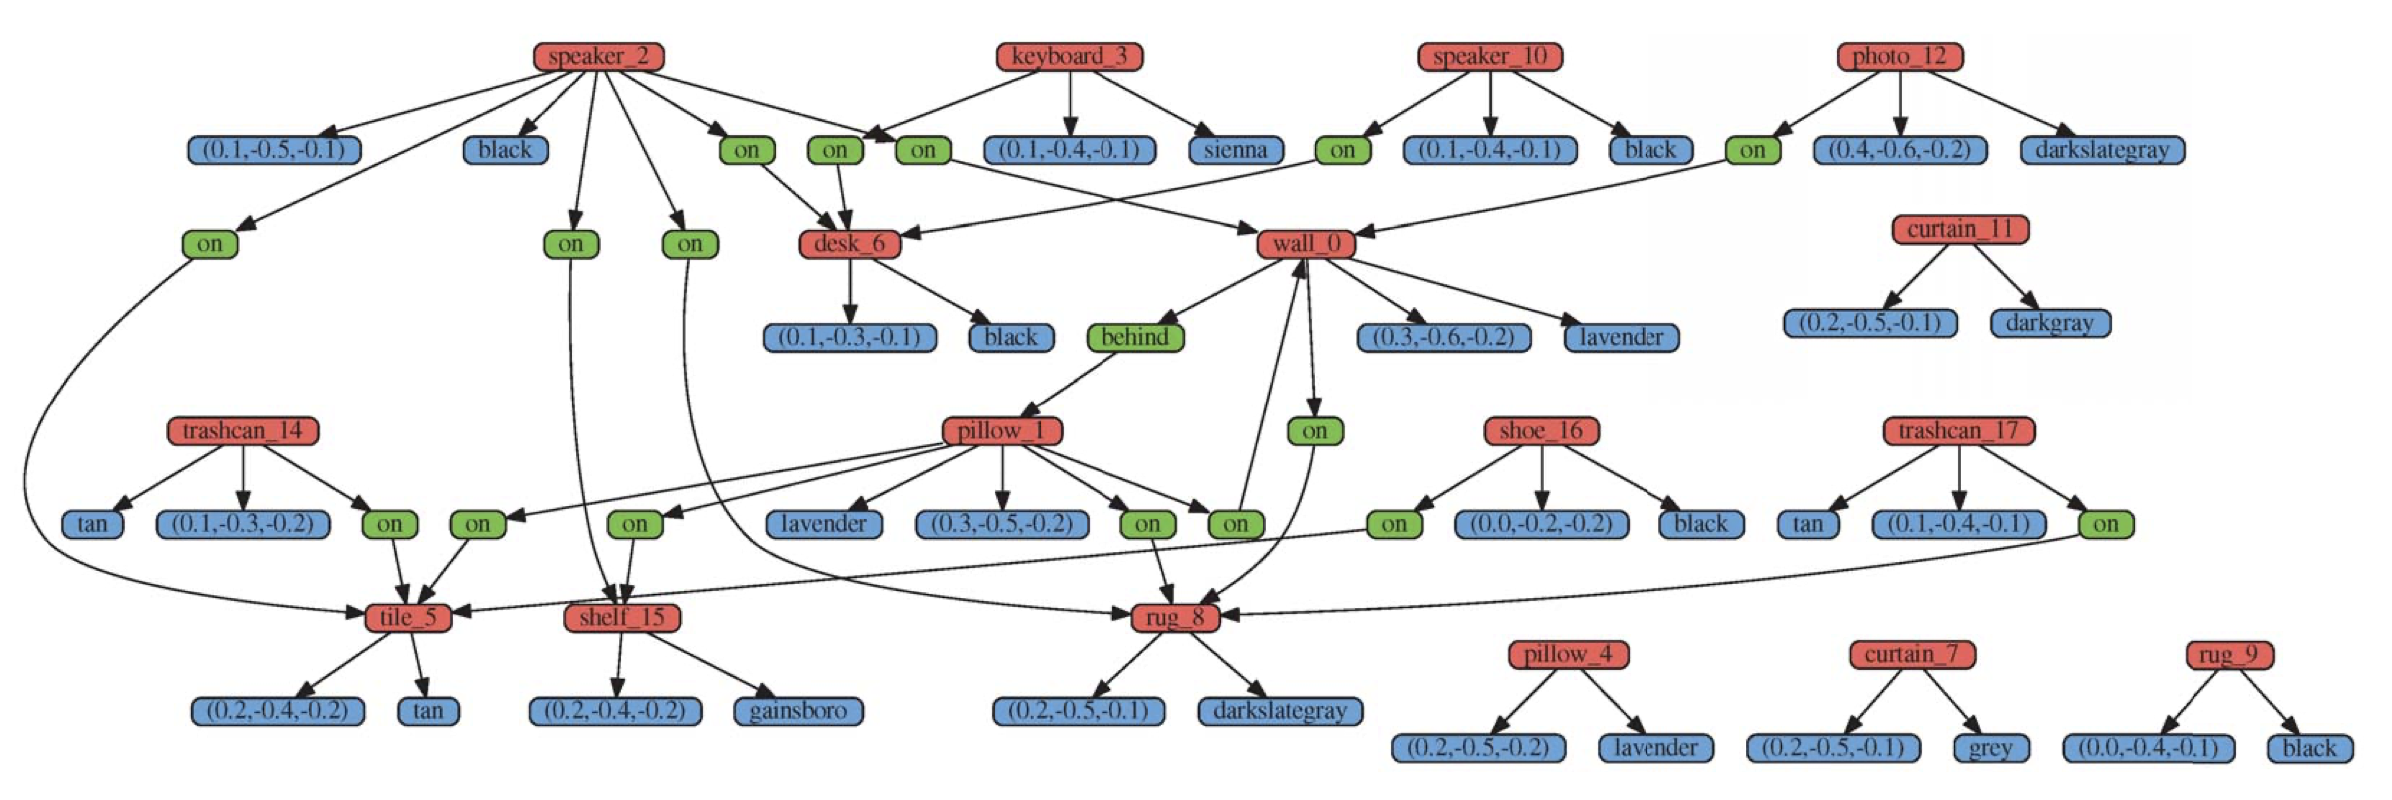 speaker_2 keyboard_3 speaker_10 photo_12
(0.1,-0.5,-0.1) black on on on (0.1,-0.4,-0.1) sienna on (0.1,-0.4,-0.1) black on (0.4,-0.6,-0.2) darkslategray
curtain_11
on on on desk_6 wall_0
(0.2,-0.5,-0.1) darkgray
(0.1,-0.3,-0.1) black behind (0.3,-0.6,-0.2) lavender
trashcan_14 pillow_1 on shoe_16 trashcan_17
tan (0.1,-0.3,-0.2) on on on lavender (0.3,-0.5,-0.2) on on on (0.0,-0.2,-0.2) black tan (0.1,-0.4,-0.1) on
tile_5 shelf_15 rug_8
pillow_4 curtain_7 rug_9
(0.2,-0.4,-0.2) tan (0.2,-0.4,-0.2) gainsboro (0.2,-0.5,-0.1) darkslategray
(0.2,-0.5,-0.2) lavender (0.2,-0.5,-0.1) grey (0.0,-0.4,-0.1) black